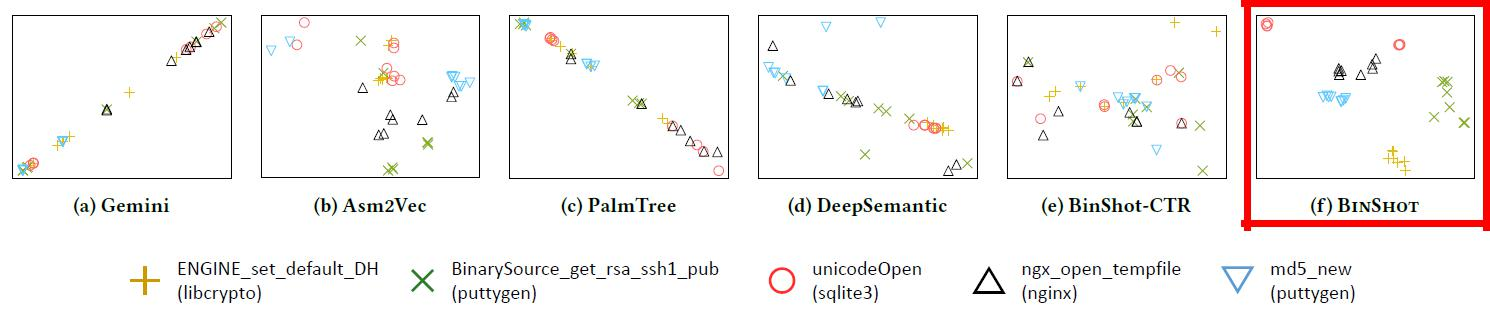 (a) Gemini
(b) Asm2Vec
(c) PalmTree
(d) DeepSemantic
(e) BinShot-CTR
(f) BINSHOT
ENGINE_set_default_DH
(libcrypto)
BinarySource_get_rsa_ssh1_pub
(puttygen)
unicodeOpen
(sqlite3)
ngx_open_tempfile
(nginx)
md5_new
(puttygen)